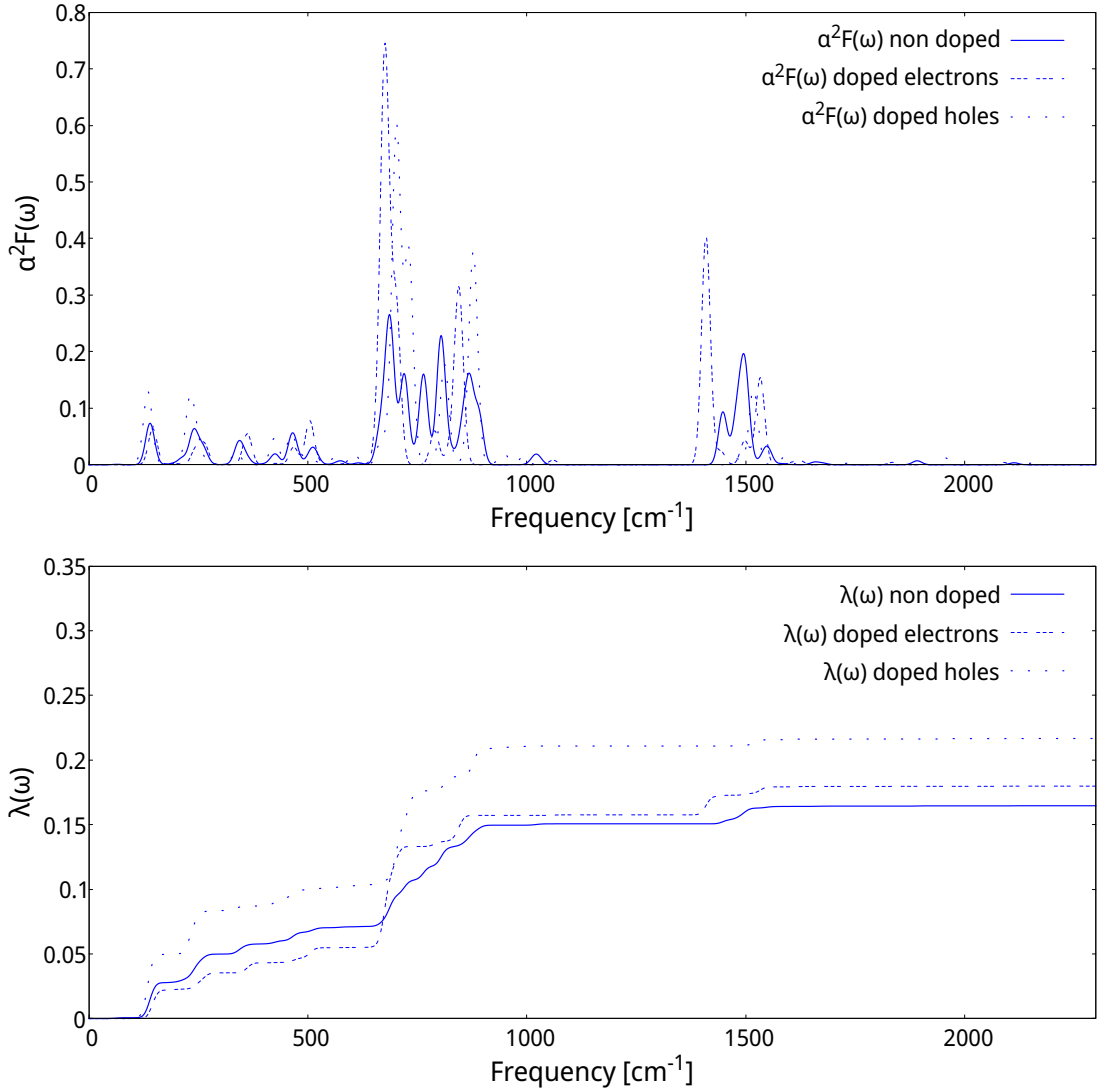 0.8
0.7
0.6
0.5
0.4
0.3
0.2
0.1
0
α²F(ω)
α²F(ω) non doped
α²F(ω) doped electrons
α²F(ω) doped holes
0 500 1000 1500 2000
Frequency [cm⁻¹]
0.35
0.3
0.25
0.2
0.15
0.1
0.05
0
λ(ω)
λ(ω) non doped
λ(ω) doped electrons
λ(ω) doped holes
0 500 1000 1500 2000
Frequency [cm⁻¹]